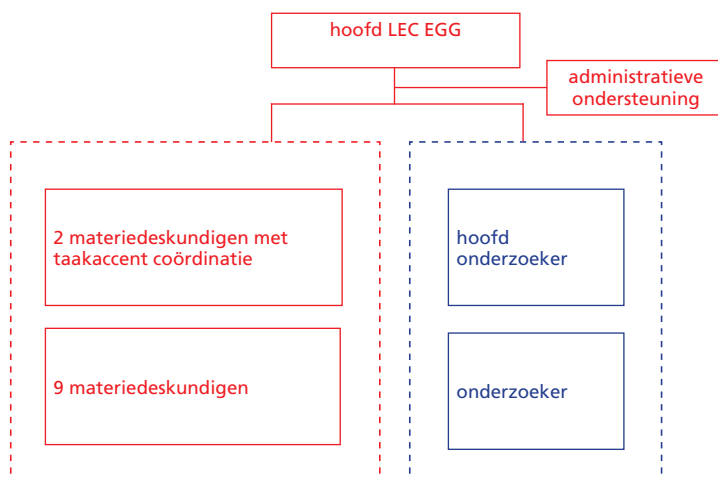 hoofd LEC EGG
administratieve
ondersteuning
2 materiedeskundigen met
taakaccent coördinatie
hoofd
onderzoeker
9 materiedeskundigen
onderzoeker